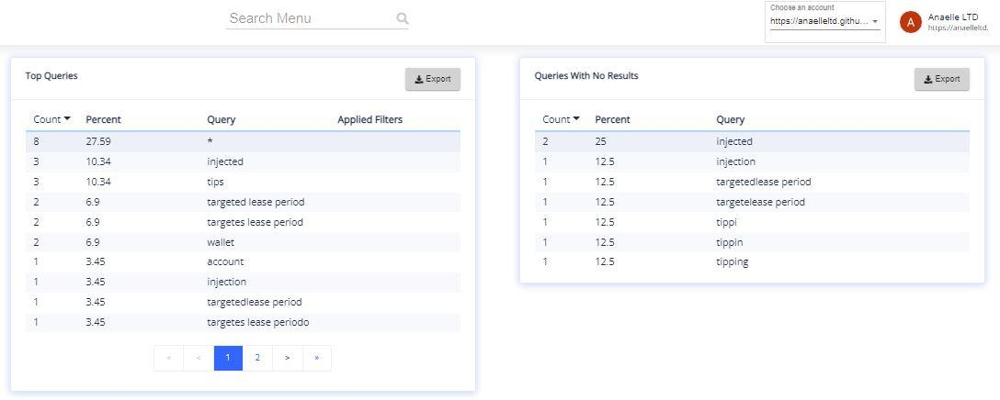 Search Menu
Choose an account
https://anaelleltd.githu...
A
Anaelle LTD
https://anaelleltd.
Top Queries
Export
Count Percent Query Applied Filters
8 27.59 *
3 10.34 injected
3 10.34 tips
2 6.9 targeted lease period
2 6.9 targetes lease period
2 6.9 wallet
1 3.45 account
1 3.45 injection
1 3.45 targetedlease period
1 3.45 targetes lease periodo
« < 1 2 > »
Queries With No Results
Export
Count Percent Query
2 25 injected
1 12.5 injection
1 12.5 targetedlease period
1 12.5 targetelease period
1 12.5 tippi
1 12.5 tippin
1 12.5 tipping